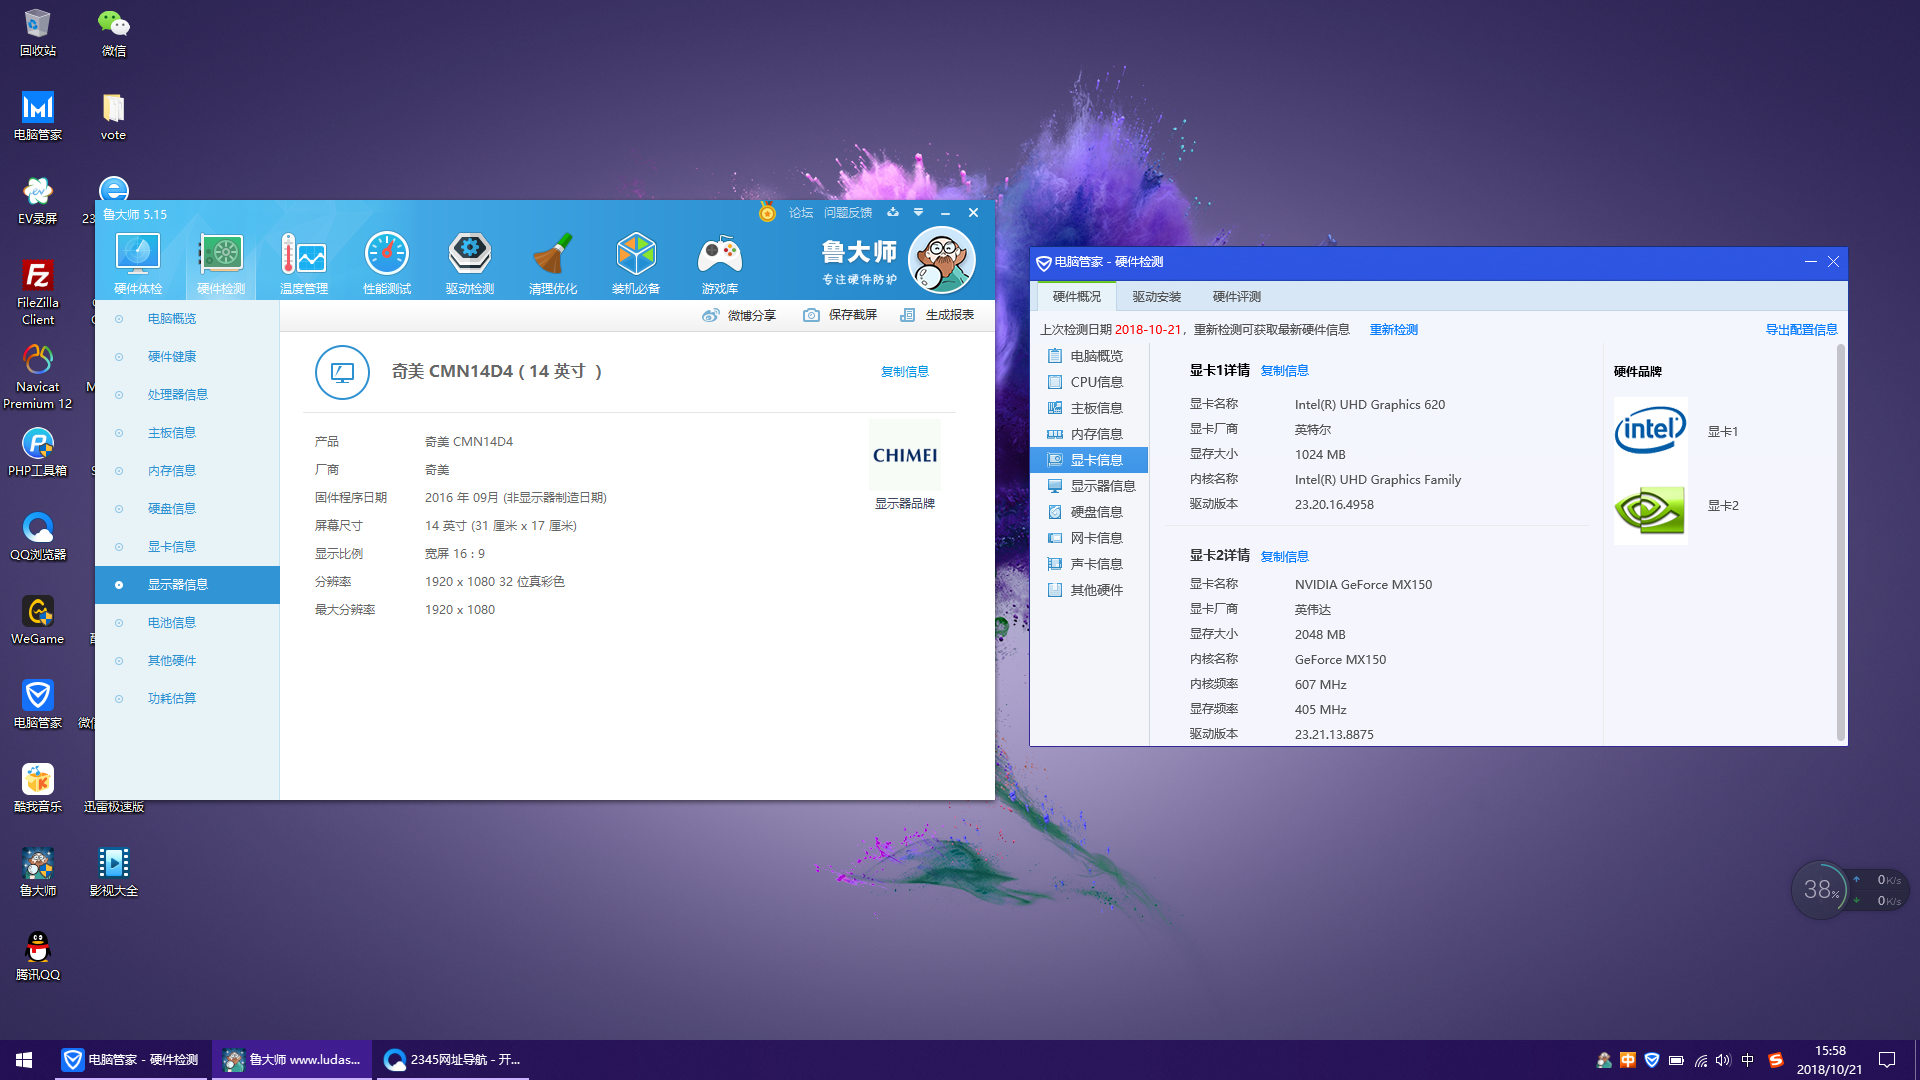 回收站
微信
电脑管家
vote
EV录屏
23
FileZilla
Client
Navicat
Premium 12
PHP工具箱
QQ浏览器
WeGame
电脑管家
微信
酷我音乐
迅雷极速版
鲁大师
影视大全
腾讯QQ
鲁大师 5.15
论坛
问题反馈
硬件体检
硬件检测
温度管理
性能测试
驱动检测
清理优化
装机必备
游戏库
鲁大师
专注硬件防护
微博分享
保存截屏
生成报表
电脑概览
硬件健康
处理器信息
主板信息
内存信息
硬盘信息
显卡信息
显示器信息
电池信息
其他硬件
功耗估算
奇美 CMN14D4 ( 14 英寸 )
复制信息
产品 奇美 CMN14D4
厂商 奇美
固件程序日期 2016 年 09月 (非显示器制造日期)
屏幕尺寸 14 英寸 (31 厘米 x 17 厘米)
显示比例 宽屏 16 : 9
分辨率 1920 x 1080 32 位真彩色
最大分辨率 1920 x 1080
CHIMEI
显示器品牌
电脑管家 - 硬件检测
硬件概况
驱动安装
硬件评测
上次检测日期 2018-10-21，重新检测可获取最新硬件信息 重新检测
导出配置信息
电脑概览
CPU信息
主板信息
内存信息
显卡信息
显示器信息
硬盘信息
网卡信息
声卡信息
其他硬件
显卡1详情 复制信息
显卡名称 Intel(R) UHD Graphics 620
显卡厂商 英特尔
显存大小 1024 MB
内核名称 Intel(R) UHD Graphics Family
驱动版本 23.20.16.4958
显卡2详情 复制信息
显卡名称 NVIDIA GeForce MX150
显卡厂商 英伟达
显存大小 2048 MB
内核名称 GeForce MX150
内核频率 607 MHz
显存频率 405 MHz
驱动版本 23.21.13.8875
硬件品牌
intel
显卡1
显卡2
38%
0K/s
0K/s
电脑管家 - 硬件检测
鲁大师 www.ludas...
2345网址导航 - 开...
中
中
15:58
2018/10/21